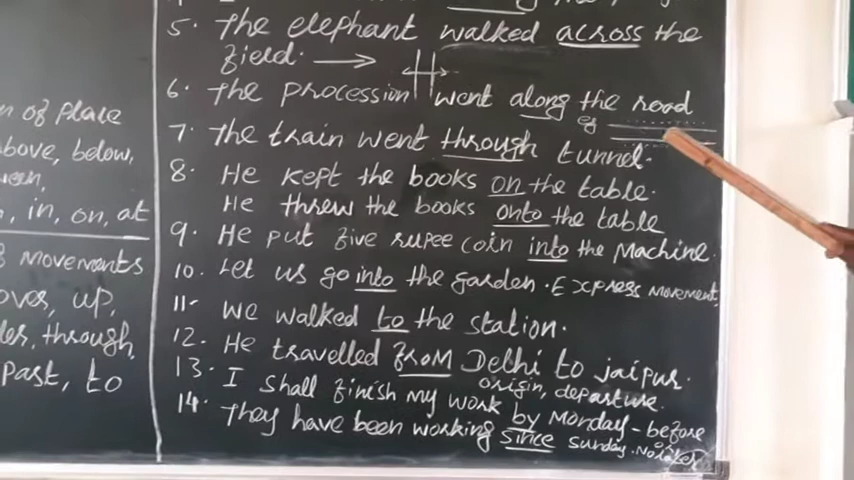 n of place
above, below,
, in, on, at
movements
over, up,
through,
past, to
5. The elephant walked across the
field.
6. The procession went along the road
eg
7. The train went through tunnel.
8. He kept the books on the table.
He threw the books onto the table
9. He put five rupee coin into the Machine.
10. Let us go into the garden. Express movement,
11. We walked to the station.
12. He travelled from Delhi to Jaipur.
origin, departure.
13. I shall finish my work by Monday - before
14. They have been working since Sunday. No